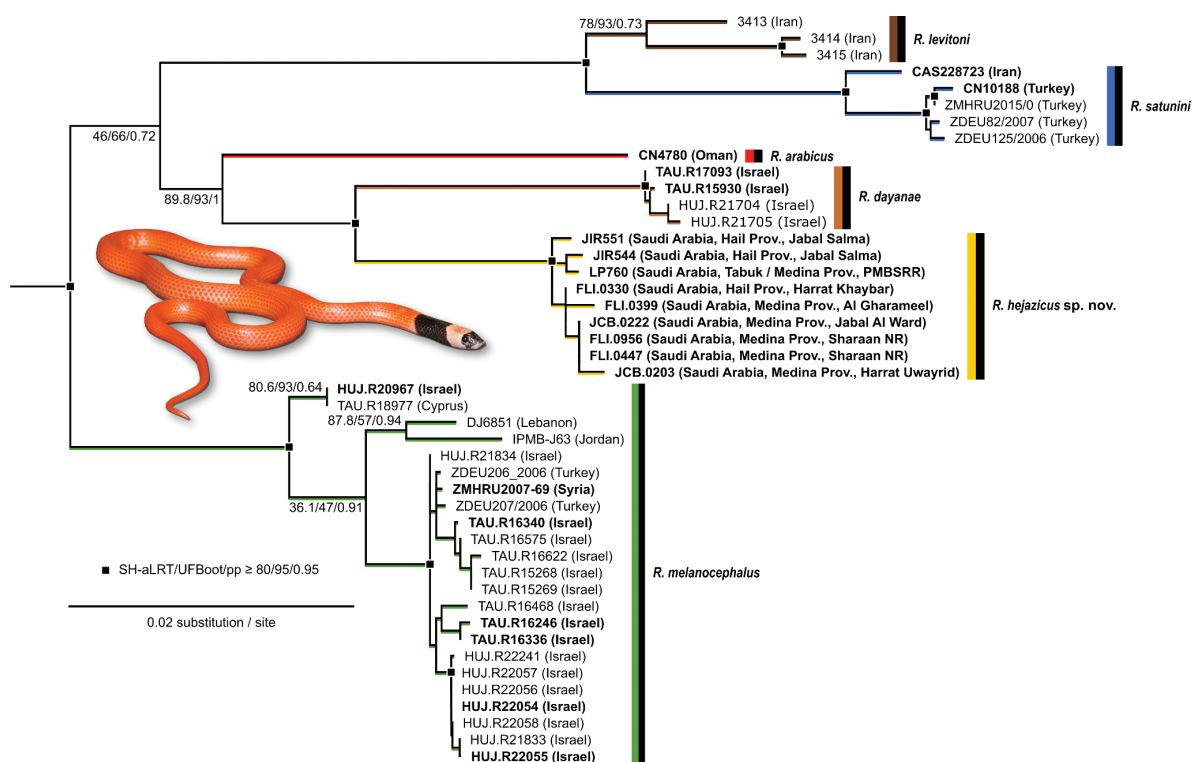 78/93/0.73
3413 (Iran)
3414 (Iran)
3415 (Iran)
R. levitoni
CAS228723 (Iran)
CN10188 (Turkey)
ZMHRU2015/0 (Turkey)
ZDEU82/2007 (Turkey)
ZDEU125/2006 (Turkey)
R. satunini
46/66/0.72
CN4780 (Oman)
R. arabicus
89.8/93/1
TAU.R17093 (Israel)
TAU.R15930 (Israel)
HUJ.R21704 (Israel)
HUJ.R21705 (Israel)
R. dayanae
JIR551 (Saudi Arabia, Hail Prov., Jabal Salma)
JIR544 (Saudi Arabia, Hail Prov., Jabal Salma)
LP760 (Saudi Arabia, Tabuk / Medina Prov., PMBSRR)
FLI.0330 (Saudi Arabia, Hail Prov., Harrat Khaybar)
FLI.0399 (Saudi Arabia, Medina Prov., Al Gharameel)
JCB.0222 (Saudi Arabia, Medina Prov., Jabal Al Ward)
FLI.0956 (Saudi Arabia, Medina Prov., Sharaan NR)
FLI.0447 (Saudi Arabia, Medina Prov., Sharaan NR)
JCB.0203 (Saudi Arabia, Medina Prov., Harrat Uwayrid)
R. hejazicus sp. nov.
80.6/93/0.64
HUJ.R20967 (Israel)
TAU.R18977 (Cyprus)
87.8/57/0.94
DJ6851 (Lebanon)
IPMB-J63 (Jordan)
36.1/47/0.91
HUJ.R21834 (Israel)
ZDEU206_2006 (Turkey)
ZMHRU2007-69 (Syria)
ZDEU207/2006 (Turkey)
TAU.R16340 (Israel)
TAU.R16575 (Israel)
TAU.R16622 (Israel)
TAU.R15268 (Israel)
TAU.R15269 (Israel)
TAU.R16468 (Israel)
TAU.R16246 (Israel)
TAU.R16336 (Israel)
HUJ.R22241 (Israel)
HUJ.R22057 (Israel)
HUJ.R22056 (Israel)
HUJ.R22054 (Israel)
HUJ.R22058 (Israel)
HUJ.R21833 (Israel)
HUJ.R22055 (Israel)
R. melanocephalus
SH-aLRT/UFBoot/pp ≥ 80/95/0.95
0.02 substitution / site